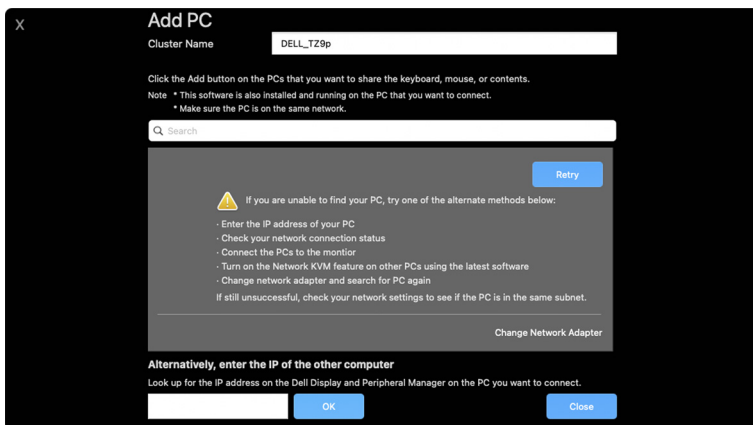 X
Add PC
Cluster Name
DELL_TZ9p
Click the Add button on the PCs that you want to share the keyboard, mouse, or contents.
Note * This software is also installed and running on the PC that you want to connect.
* Make sure the PC is on the same network.
Search
Retry
If you are unable to find your PC, try one of the alternate methods below:
· Enter the IP address of your PC
· Check your network connection status
· Connect the PCs to the montior
· Turn on the Network KVM feature on other PCs using the latest software
· Change network adapter and search for PC again
If still unsuccessful, check your network settings to see if the PC is in the same subnet.
Change Network Adapter
Alternatively, enter the IP of the other computer
Look up for the IP address on the Dell Display and Peripheral Manager on the PC you want to connect.
OK
Close